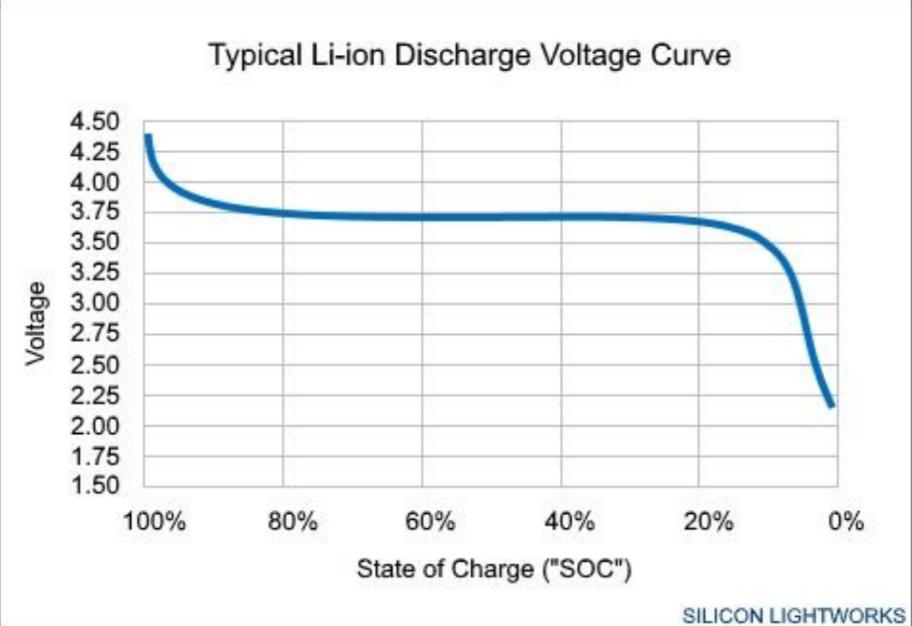 Typical Li-ion Discharge Voltage Curve
4.50
4.25
4.00
3.75
3.50
3.25
3.00
2.75
2.50
2.25
2.00
1.75
1.50
Voltage
100% 80% 60% 40% 20% 0%
State of Charge ("SOC")
SILICON LIGHTWORKS